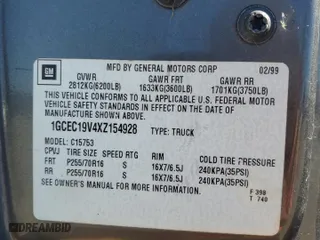 GM
MFD BY GENERAL MOTORS CORP
02/99
GVWR GAWR FRT GAWR RR
2812KG(6200LB) 1633KG(3600LB) 1701KG(3750LB)
THIS VEHICLE CONFORMS TO ALL APPLICABLE U.S. FEDERAL
MOTOR VEHICLE SAFETY STANDARDS IN EFFECT ON THE
DATE OF MANUFACTURE SHOWN ABOVE.
1GCEC19V4XZ154928 TYPE: TRUCK
MODEL: C15753
CPVJ TIRE SIZE SPEED RTG RIM COLD TIRE PRESSURE
FRT P255/70R16 S 16X7/6.5J 240KPA(35PSI)
RR P255/70R16 S 16X7/6.5J 240KPA(35PSI)
SEE OWNER'S MANUAL FOR MORE INFORMATION.
F 398
T 740